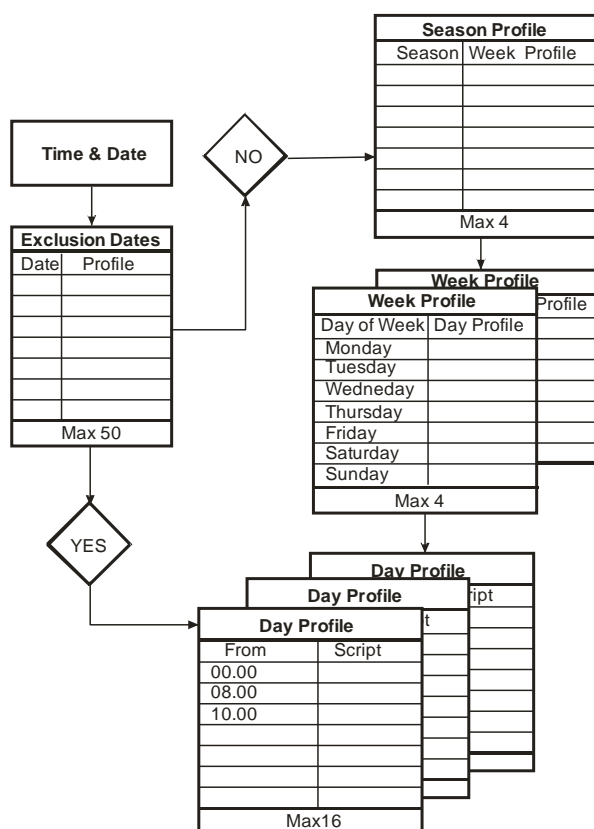 Season Profile
Season Week Profile
Max 4
NO
Time & Date
Exclusion Dates
Date Profile
Max 50
YES
Week Profile
Profile
Week Profile
Day of Week Day Profile
Monday
Tuesday
Wedneday
Thursday
Friday
Saturday
Sunday
Max 4
Day Profile
ript
Day Profile
t
Day Profile
From Script
00.00
08.00
10.00
Max16